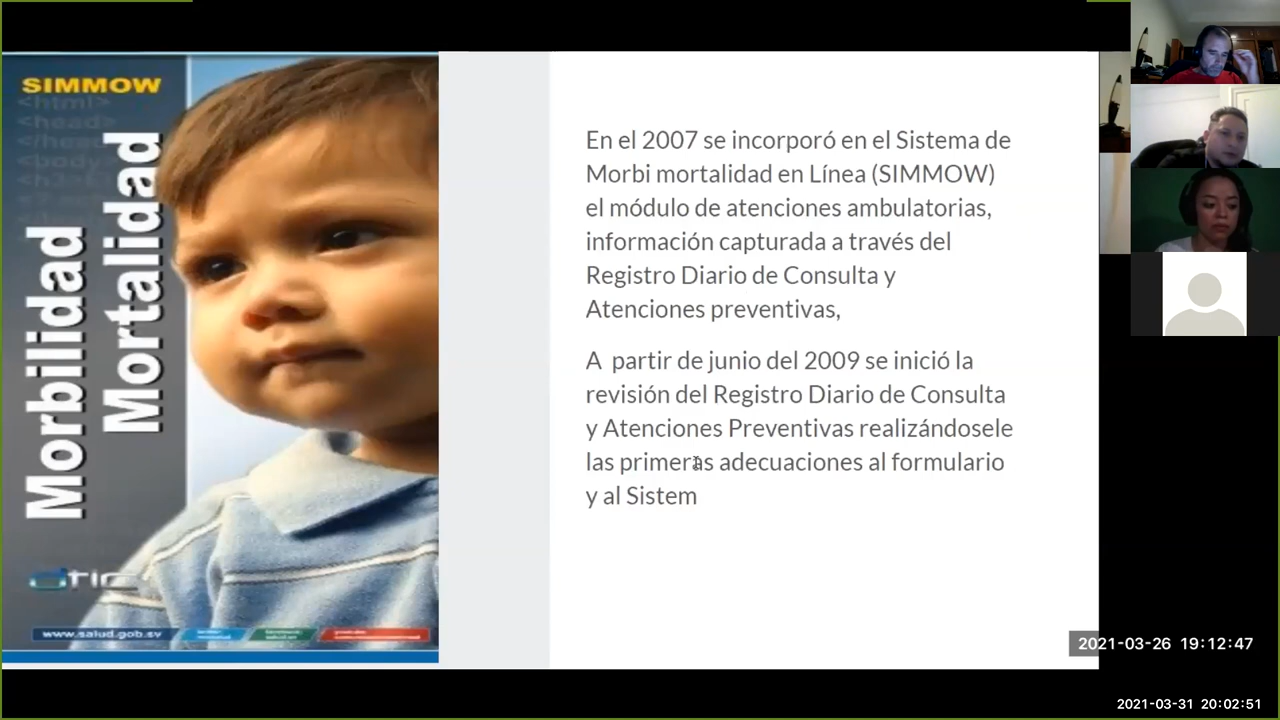 SIMMOW
<html>
<head>
Morbilidad
Mortalidad
dtic
www.salud.gob.sv
En el 2007 se incorporó en el Sistema de
Morbi mortalidad en Línea (SIMMOW)
el módulo de atenciones ambulatorias,
información capturada a través del
Registro Diario de Consulta y
Atenciones preventivas,
A partir de junio del 2009 se inició la
revisión del Registro Diario de Consulta
y Atenciones Preventivas realizándosele
las primeras adecuaciones al formulario
y al Sistem
2021-03-26 19:12:47
2021-03-31 20:02:51